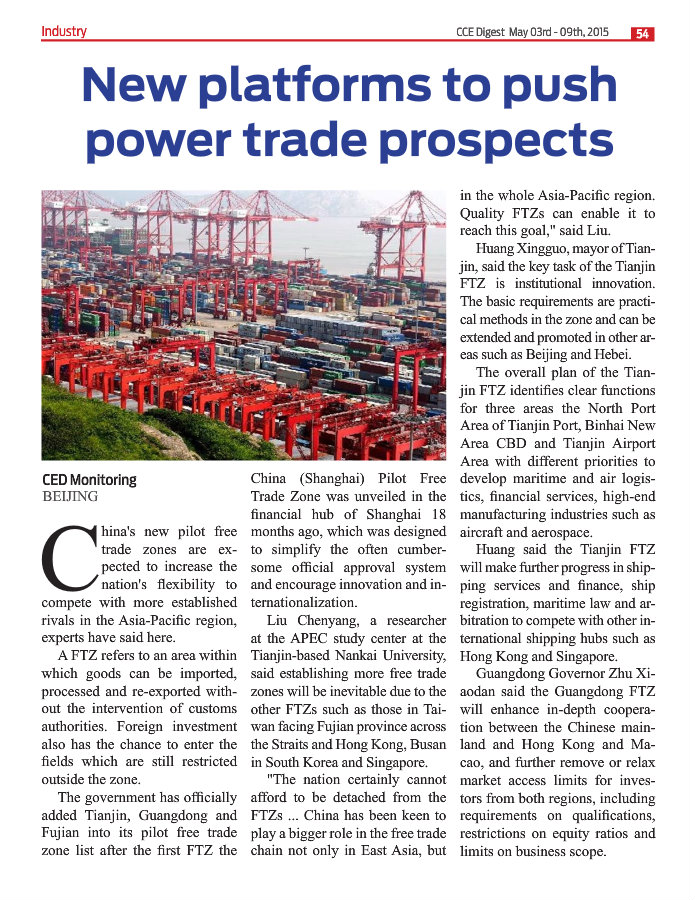 Industry
CCE Digest May 03rd - 09th, 2015 54
New platforms to push
power trade prospects
CED Monitoring
BEIJING
China's new pilot free
trade zones are ex-
pected to increase the
nation's flexibility to
compete with more established
rivals in the Asia-Pacific region,
experts have said here.
A FTZ refers to an area within
which goods can be imported,
processed and re-exported with-
out the intervention of customs
authorities. Foreign investment
also has the chance to enter the
fields which are still restricted
outside the zone.
The government has officially
added Tianjin, Guangdong and
Fujian into its pilot free trade
zone list after the first FTZ the
China (Shanghai) Pilot Free
Trade Zone was unveiled in the
financial hub of Shanghai 18
months ago, which was designed
to simplify the often cumber-
some official approval system
and encourage innovation and in-
ternationalization.
Liu Chenyang, a researcher
at the APEC study center at the
Tianjin-based Nankai University,
said establishing more free trade
zones will be inevitable due to the
other FTZs such as those in Tai-
wan facing Fujian province across
the Straits and Hong Kong, Busan
in South Korea and Singapore.
"The nation certainly cannot
afford to be detached from the
FTZs ... China has been keen to
play a bigger role in the free trade
chain not only in East Asia, but
in the whole Asia-Pacific region.
Quality FTZs can enable it to
reach this goal," said Liu.
Huang Xingguo, mayor of Tian-
jin, said the key task of the Tianjin
FTZ is institutional innovation.
The basic requirements are practi-
cal methods in the zone and can be
extended and promoted in other ar-
eas such as Beijing and Hebei.
The overall plan of the Tian-
jin FTZ identifies clear functions
for three areas the North Port
Area of Tianjin Port, Binhai New
Area CBD and Tianjin Airport
Area with different priorities to
develop maritime and air logis-
tics, financial services, high-end
manufacturing industries such as
aircraft and aerospace.
Huang said the Tianjin FTZ
will make further progress in ship-
ping services and finance, ship
registration, maritime law and ar-
bitration to compete with other in-
ternational shipping hubs such as
Hong Kong and Singapore.
Guangdong Governor Zhu Xi-
aodan said the Guangdong FTZ
will enhance in-depth coopera-
tion between the Chinese main-
land and Hong Kong and Ma-
cao, and further remove or relax
market access limits for inves-
tors from both regions, including
requirements on qualifications,
restrictions on equity ratios and
limits on business scope.